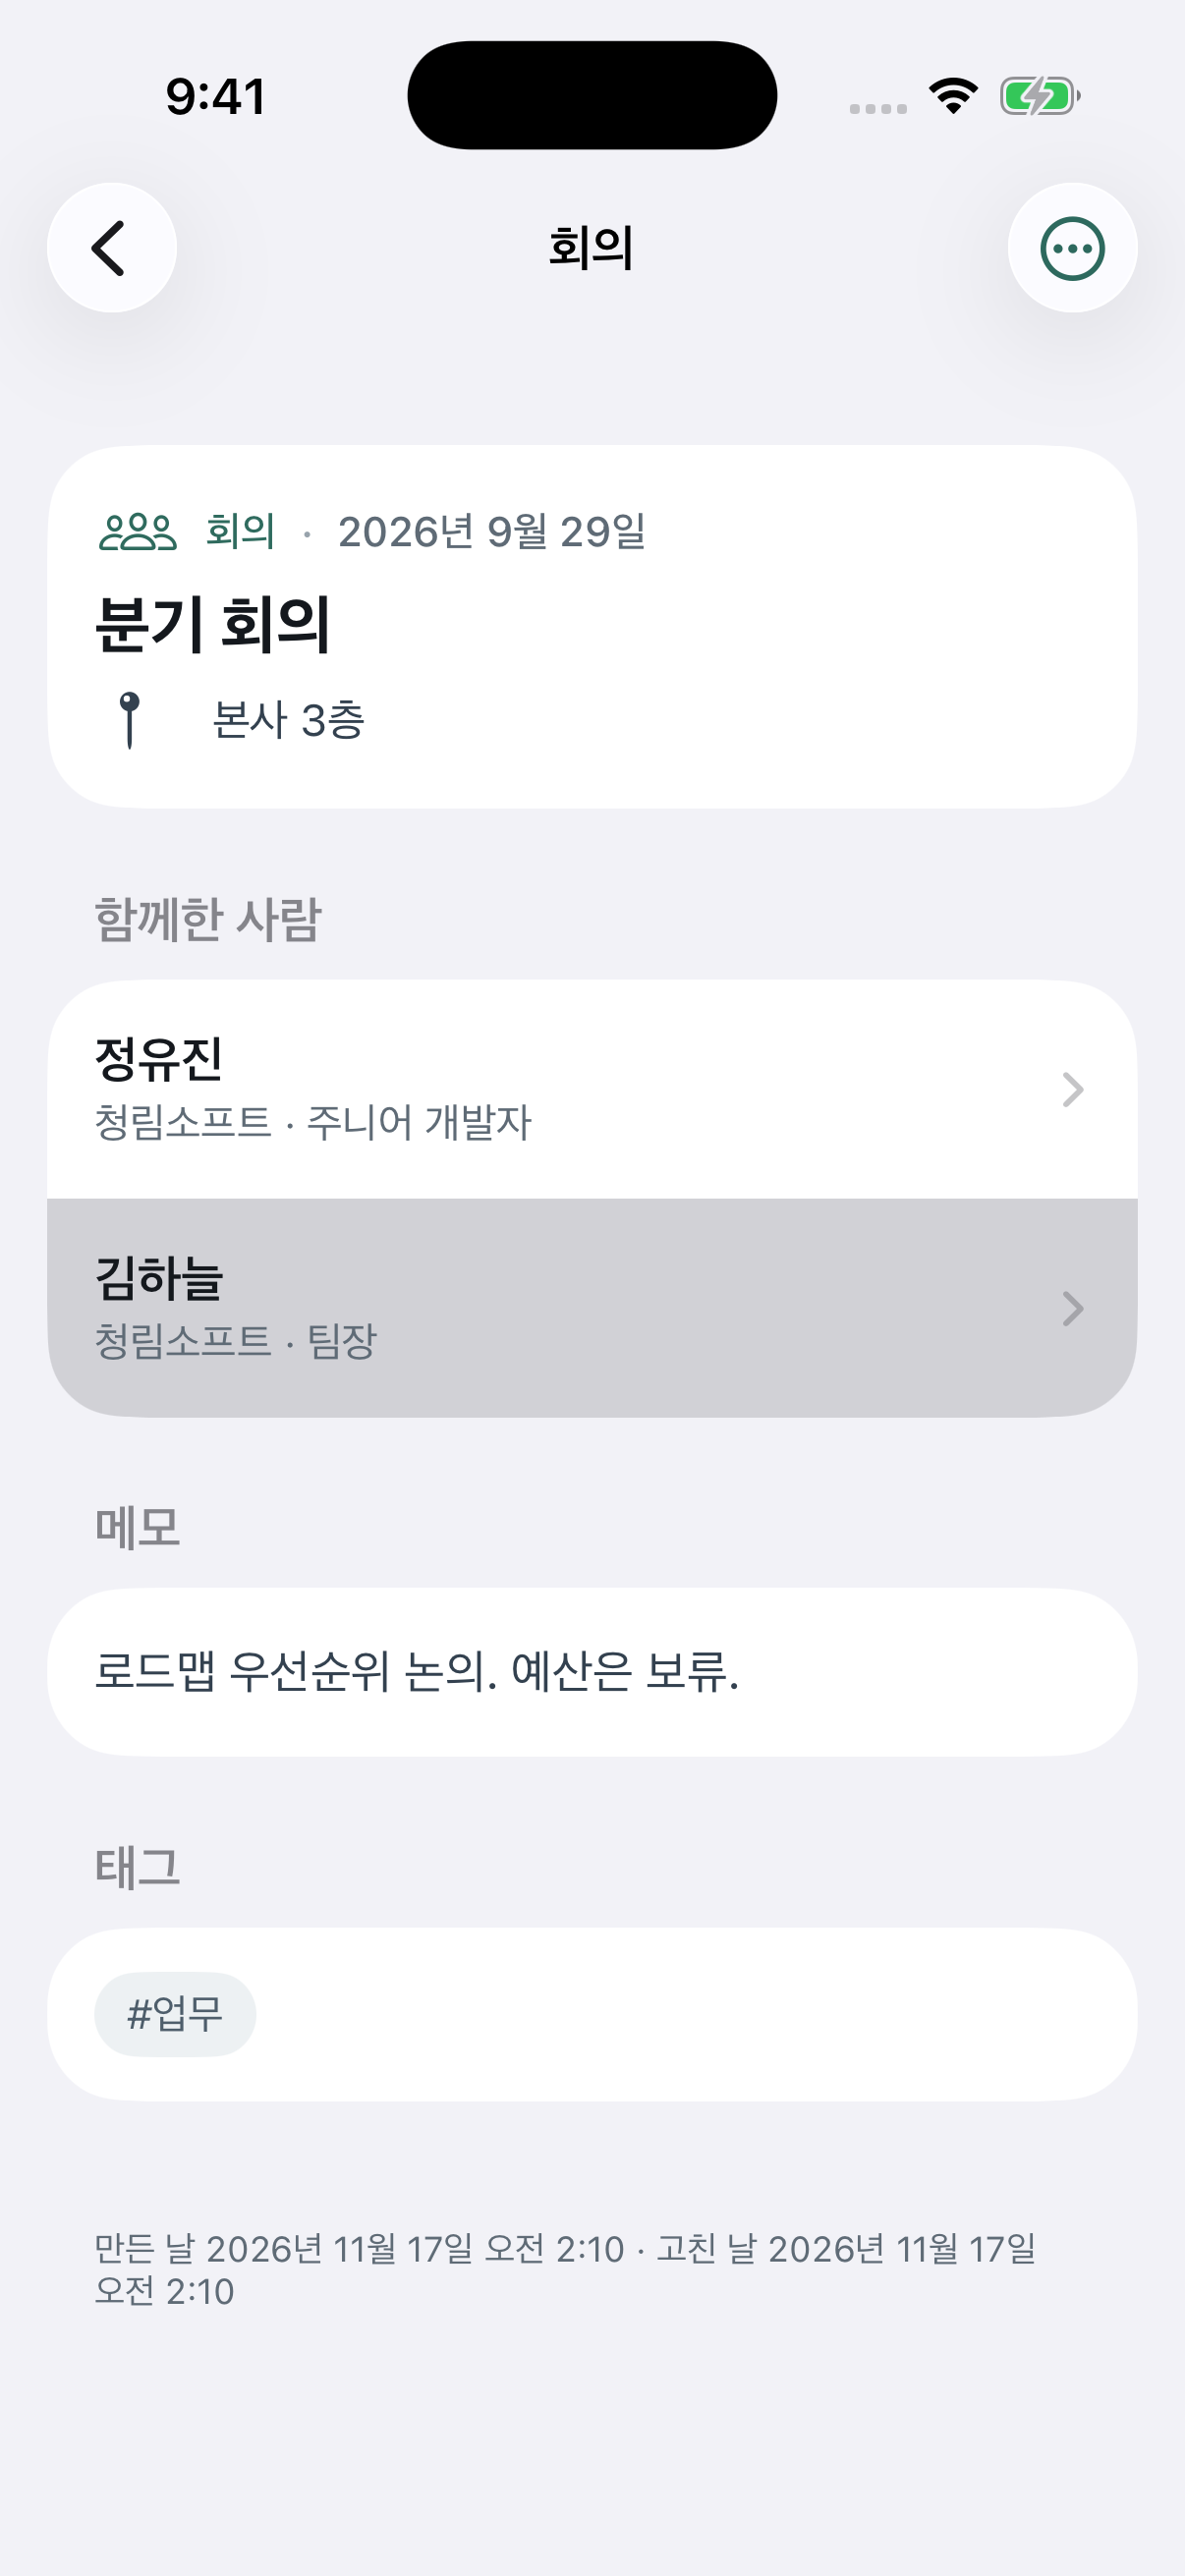 9:41
회의
회의 · 2026년 9월 29일
분기 회의
본사 3층
함께한 사람
정유진
청림소프트 · 주니어 개발자
김하늘
청림소프트 · 팀장
메모
로드맵 우선순위 논의. 예산은 보류.
태그
#업무
만든 날 2026년 11월 17일 오전 2:10 · 고친 날 2026년 11월 17일
오전 2:10